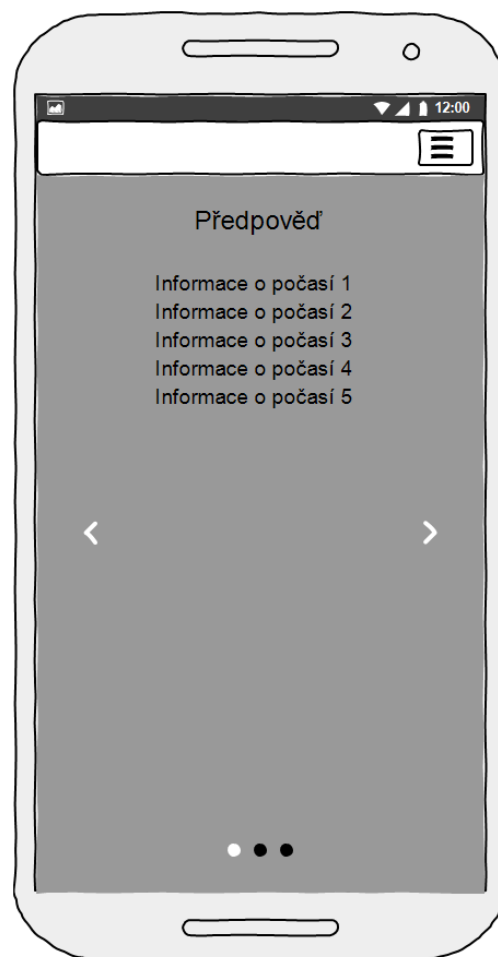 12:00
Předpověď
Informace o počasí 1
Informace o počasí 2
Informace o počasí 3
Informace o počasí 4
Informace o počasí 5